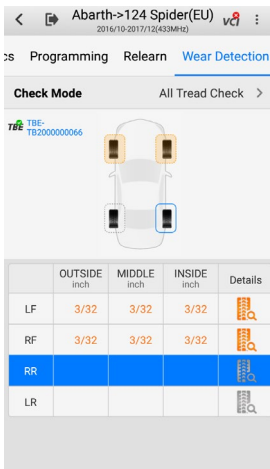 Abarth->124 Spider(EU)
2016/10-2017/12(433MHz)
VCI
cs Programming Relearn Wear Detection
Check Mode All Tread Check >
TBE TBE-
TB2000000066
OUTSIDE MIDDLE INSIDE Details
inch inch inch
LF 3/32 3/32 3/32
RF 3/32 3/32 3/32
RR
LR